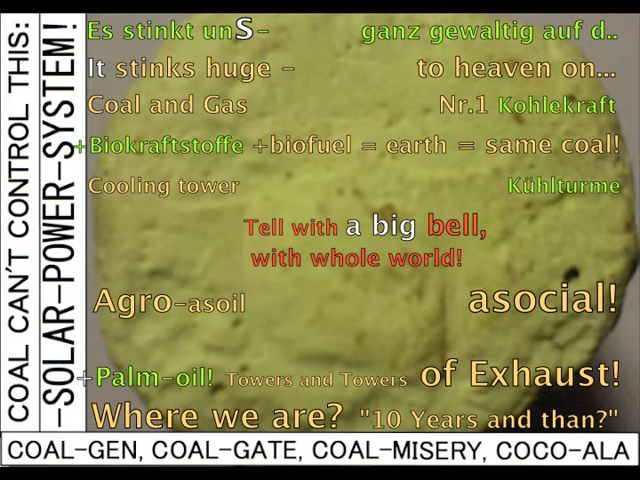 COAL CAN'T CONTROL THIS:
-SOLAR-POWER-SYSTEM!
Es stinkt unS- ganz gewaltig auf d..
It stinks huge - to heaven on...
Coal and Gas Nr.1 Kohlekraft
+Biokraftstoffe +biofuel = earth = same coal!
Cooling tower Kühlturme
Tell with a big bell,
with whole world!
Agro-asoil asocial!
+Palm-oil! Towers and Towers of Exhaust!
Where we are? "10 Years and than?"
COAL-GEN, COAL-GATE, COAL-MISERY, COCO-ALA